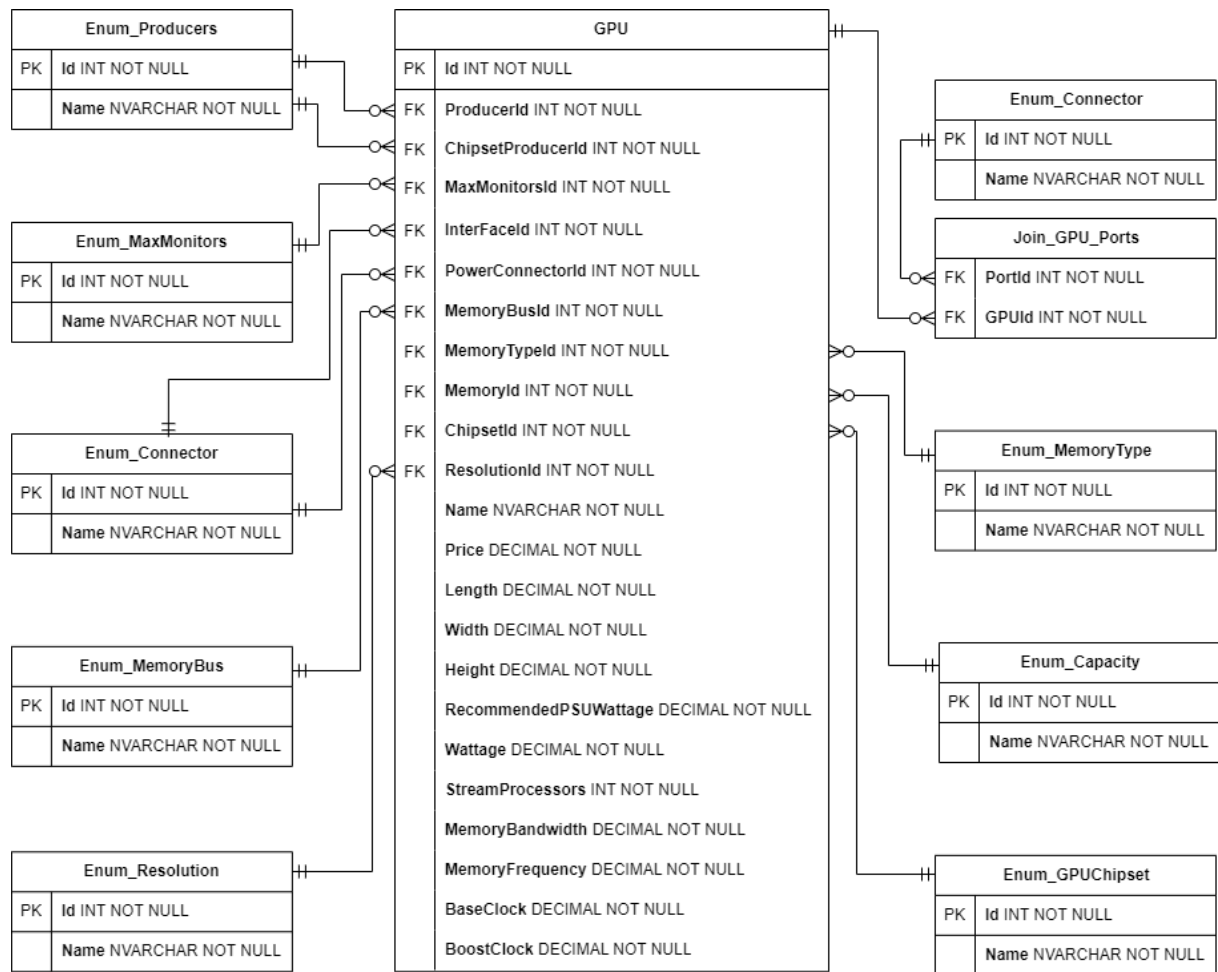 Enum_Producers
PK Id INT NOT NULL
Name NVARCHAR NOT NULL
Enum_MaxMonitors
PK Id INT NOT NULL
Name NVARCHAR NOT NULL
Enum_Connector
PK Id INT NOT NULL
Name NVARCHAR NOT NULL
Enum_MemoryBus
PK Id INT NOT NULL
Name NVARCHAR NOT NULL
Enum_Resolution
PK Id INT NOT NULL
Name NVARCHAR NOT NULL
GPU
PK Id INT NOT NULL
FK ProducerId INT NOT NULL
FK ChipsetProducerId INT NOT NULL
FK MaxMonitorsId INT NOT NULL
FK InterFaceId INT NOT NULL
FK PowerConnectorId INT NOT NULL
FK MemoryBusId INT NOT NULL
FK MemoryTypeId INT NOT NULL
FK MemoryId INT NOT NULL
FK ChipsetId INT NOT NULL
FK ResolutionId INT NOT NULL
Name NVARCHAR NOT NULL
Price DECIMAL NOT NULL
Length DECIMAL NOT NULL
Width DECIMAL NOT NULL
Height DECIMAL NOT NULL
RecommendedPSUWattage DECIMAL NOT NULL
Wattage DECIMAL NOT NULL
StreamProcessors INT NOT NULL
MemoryBandwidth DECIMAL NOT NULL
MemoryFrequency DECIMAL NOT NULL
BaseClock DECIMAL NOT NULL
BoostClock DECIMAL NOT NULL
Enum_Connector
PK Id INT NOT NULL
Name NVARCHAR NOT NULL
Join_GPU_Ports
FK PortId INT NOT NULL
FK GPUId INT NOT NULL
Enum_MemoryType
PK Id INT NOT NULL
Name NVARCHAR NOT NULL
Enum_Capacity
PK Id INT NOT NULL
Name NVARCHAR NOT NULL
Enum_GPUChipset
PK Id INT NOT NULL
Name NVARCHAR NOT NULL